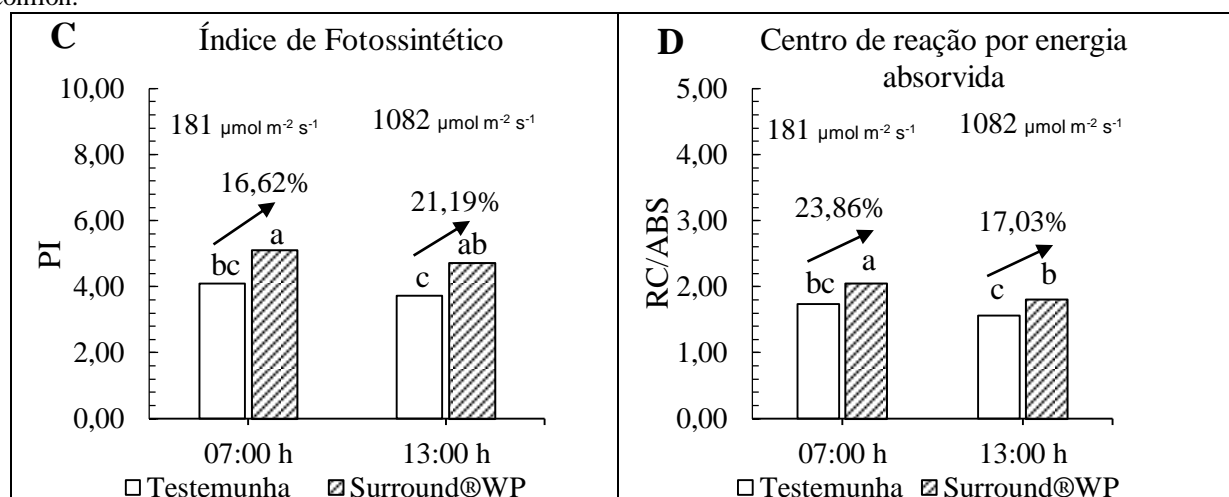 C Índice de Fotossintético
10,00
8,00
6,00
4,00
2,00
0,00
PI
181 µmol m-2 s-1
1082 µmol m-2 s-1
16,62%
21,19%
bc
a
c
ab
07:00 h
13:00 h
Testemunha Surround®WP
D Centro de reação por energia
absorvida
5,00
4,00
3,00
2,00
1,00
0,00
RC/ABS
181 µmol m-2 s-1
1082 µmol m-2 s-1
23,86%
17,03%
bc
a
c
b
07:00 h
13:00 h
Testemunha Surround®WP